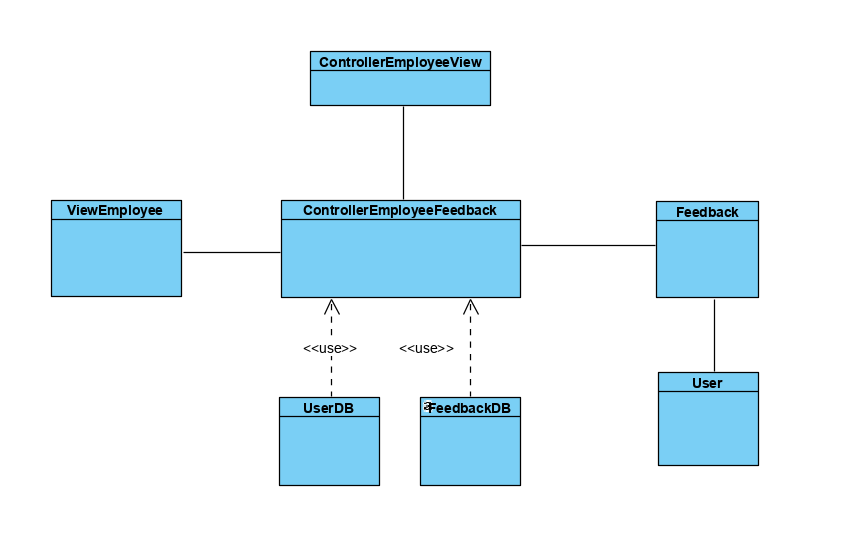 ControllerEmployeeView
ViewEmployee
ControllerEmployeeFeedback
Feedback
<<use>>
<<use>>
User
UserDB
FeedbackDB